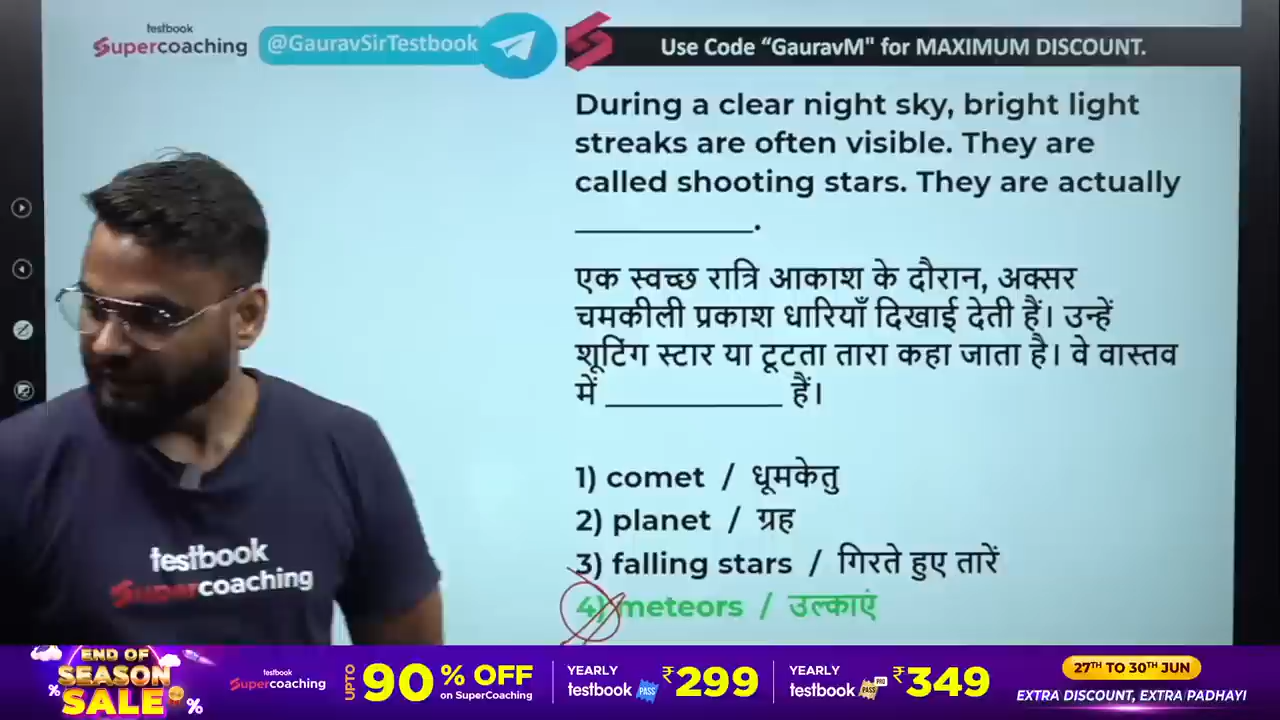 testbook
Supercoaching
@GauravSirTestbook
Use Code “GauravM" for MAXIMUM DISCOUNT.
During a clear night sky, bright light
streaks are often visible. They are
called shooting stars. They are actually
____________.
एक स्वच्छ रात्रि आकाश के दौरान, अक्सर
चमकीली प्रकाश धारियाँ दिखाई देती हैं। उन्हें
शूटिंग स्टार या टूटता तारा कहा जाता है। वे वास्तव
में ____________ हैं।
1) comet / धूमकेतु
2) planet / ग्रह
3) falling stars / गिरते हुए तारें
4) meteors / उल्काएं
testbook
Supercoaching
END OF
SEASON
SALE
%
%
testbook
Supercoaching
UPTO 90% OFF
on SuperCoaching
YEARLY
testbook PASS ₹299
YEARLY
testbook PASS PRO ₹349
27TH TO 30TH JUN
EXTRA DISCOUNT, EXTRA PADHAYI